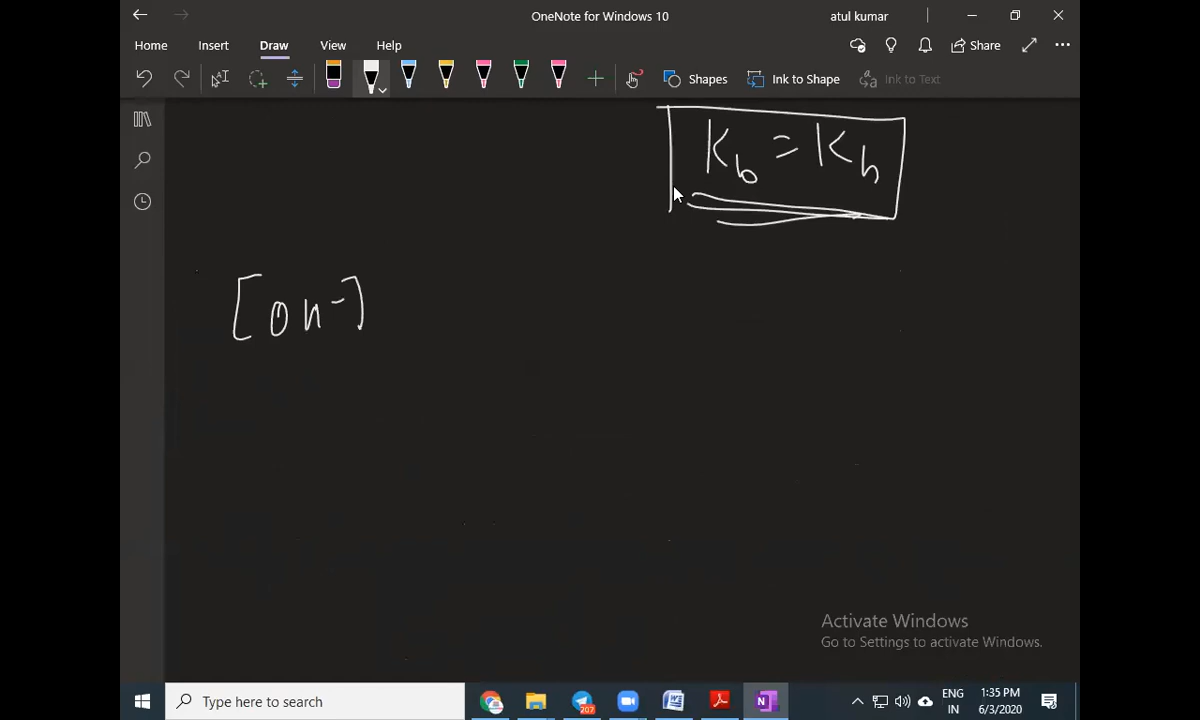 OneNote for Windows 10
atul kumar
Home Insert Draw View Help
Share
Shapes Ink to Shape Ink to Text
Kb = Kh
[OH-]
Activate Windows
Go to Settings to activate Windows.
Type here to search
207
W
N
ENG
IN
1:35 PM
6/3/2020